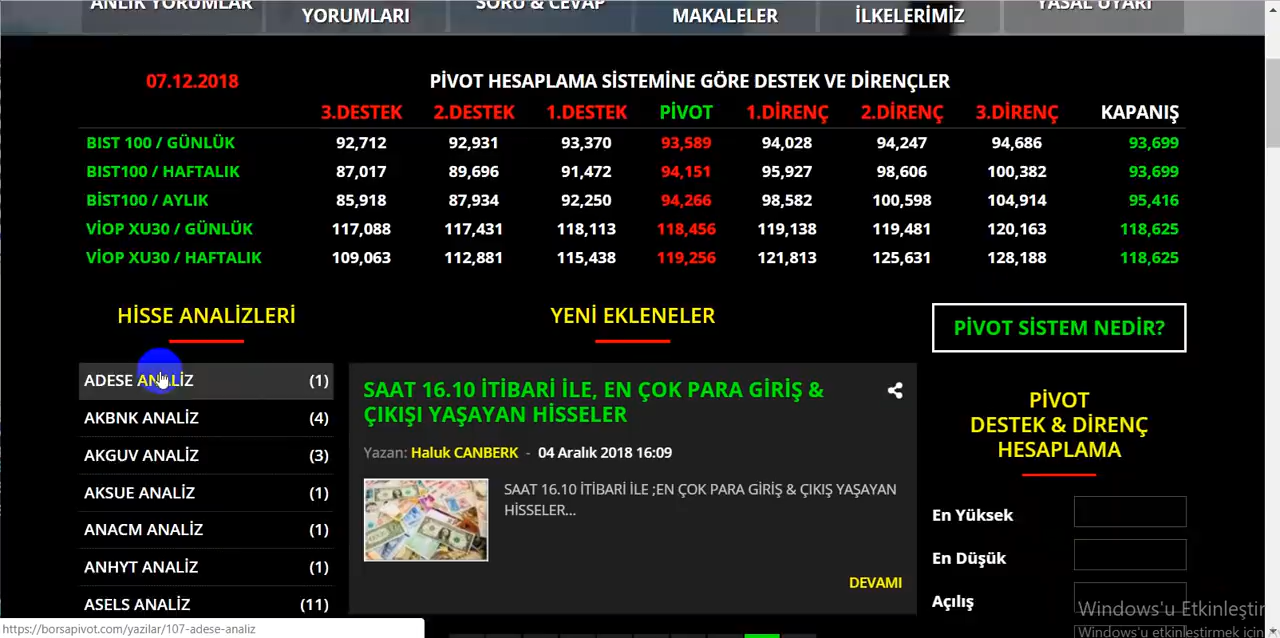 ANLIK YORUMLAR
YORUMLARI
SORU & CEVAP
MAKALELER
İLKELERİMİZ
YASAL UYARI
07.12.2018
PİVOT HESAPLAMA SİSTEMİNE GÖRE DESTEK VE DİRENÇLER
3.DESTEK 2.DESTEK 1.DESTEK PİVOT 1.DİRENÇ 2.DİRENÇ 3.DİRENÇ KAPANIŞ
BIST 100 / GÜNLÜK 92,712 92,931 93,370 93,589 94,028 94,247 94,686 93,699
BIST100 / HAFTALIK 87,017 89,696 91,472 94,151 95,927 98,606 100,382 93,699
BİST100 / AYLIK 85,918 87,934 92,250 94,266 98,582 100,598 104,914 95,416
VİOP XU30 / GÜNLÜK 117,088 117,431 118,113 118,456 119,138 119,481 120,163 118,625
VİOP XU30 / HAFTALIK 109,063 112,881 115,438 119,256 121,813 125,631 128,188 118,625
HİSSE ANALİZLERİ
ADESE ANALİZ (1)
AKBNK ANALİZ (4)
AKGUV ANALİZ (3)
AKSUE ANALİZ (1)
ANACM ANALİZ (1)
ANHYT ANALİZ (1)
ASELS ANALİZ (11)
YENİ EKLENELER
SAAT 16.10 İTİBARİ İLE, EN ÇOK PARA GİRİŞ &
ÇIKIŞI YAŞAYAN HİSSELER
Yazan: Haluk CANBERK - 04 Aralık 2018 16:09
SAAT 16.10 İTİBARİ İLE ;EN ÇOK PARA GİRİŞ & ÇIKIŞ YAŞAYAN
HİSSELER...
DEVAMI
PİVOT SİSTEM NEDİR?
PİVOT
DESTEK & DİRENÇ
HESAPLAMA
En Yüksek
En Düşük
Açılış
Windows'u Etkinleştir
Windows'u etkinleştirmek için
https://borsapivot.com/yazilar/107-adese-analiz